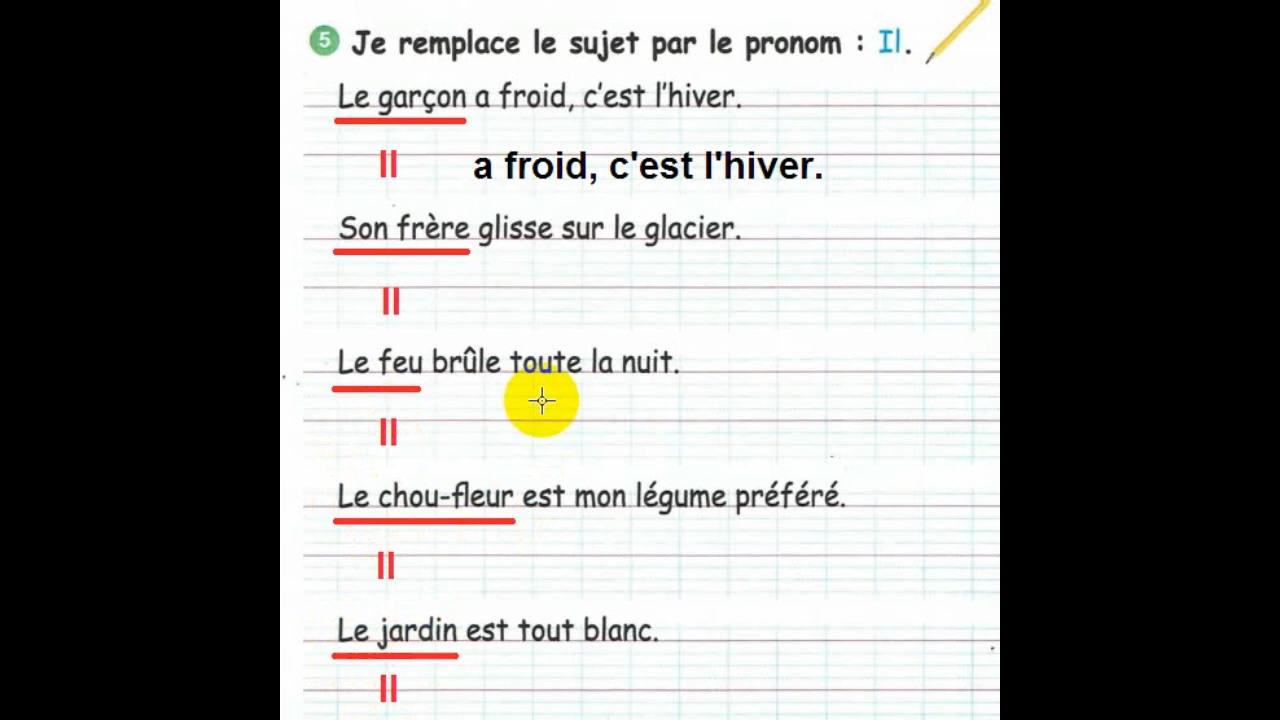 5 Je remplace le sujet par le pronom : Il.
Le garçon a froid, c'est l'hiver.
Il a froid, c'est l'hiver.
Son frère glisse sur le glacier.
Il
Le feu brûle toute la nuit.
Il
Le chou-fleur est mon légume préféré.
Il
Le jardin est tout blanc.
Il